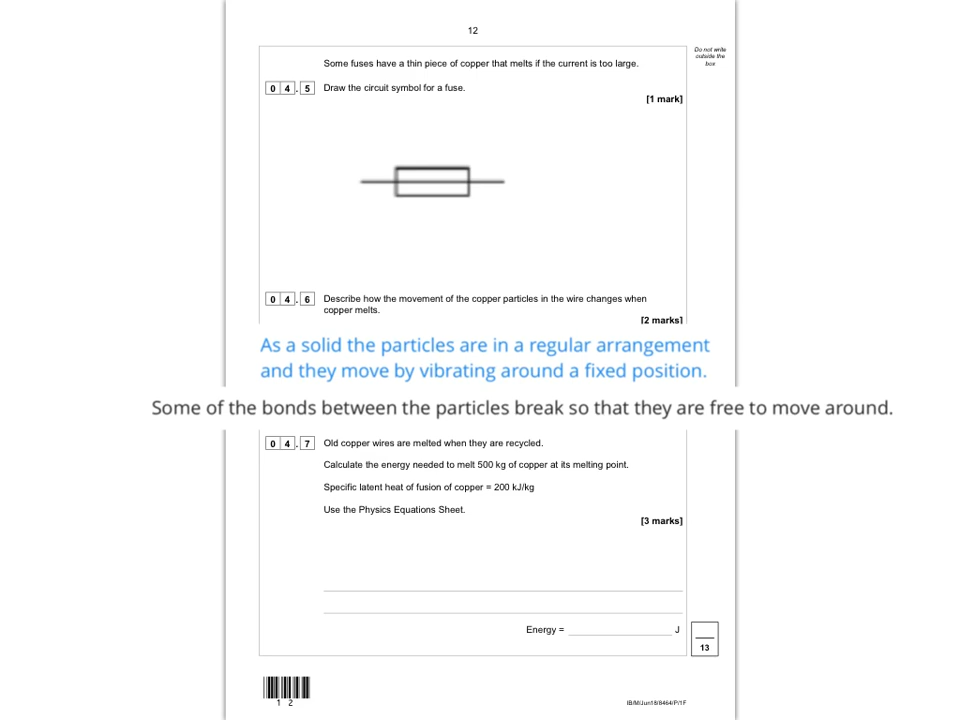 12
Do not write
outside the
box
Some fuses have a thin piece of copper that melts if the current is too large.
0 4 . 5 Draw the circuit symbol for a fuse.
[1 mark]
0 4 . 6 Describe how the movement of the copper particles in the wire changes when
copper melts.
[2 marks]
As a solid the particles are in a regular arrangement
and they move by vibrating around a fixed position.
Some of the bonds between the particles break so that they are free to move around.
0 4 . 7 Old copper wires are melted when they are recycled.
Calculate the energy needed to melt 500 kg of copper at its melting point.
Specific latent heat of fusion of copper = 200 kJ/kg
Use the Physics Equations Sheet.
[3 marks]
Energy = J
13
1 2
IB/M/Jun18/8464/P/1F